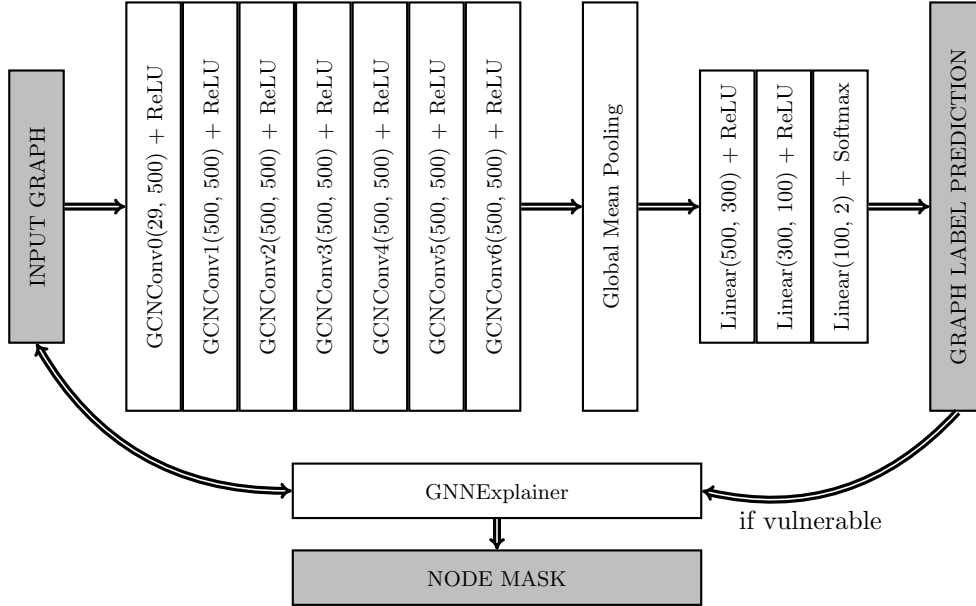 INPUT GRAPH
GCNConv0(29, 500) + ReLU
GCNConv1(500, 500) + ReLU
GCNConv2(500, 500) + ReLU
GCNConv3(500, 500) + ReLU
GCNConv4(500, 500) + ReLU
GCNConv5(500, 500) + ReLU
GCNConv6(500, 500) + ReLU
Global Mean Pooling
Linear(500, 300) + ReLU
Linear(300, 100) + ReLU
Linear(100, 2) + Softmax
GRAPH LABEL PREDICTION
GNNExplainer
if vulnerable
NODE MASK